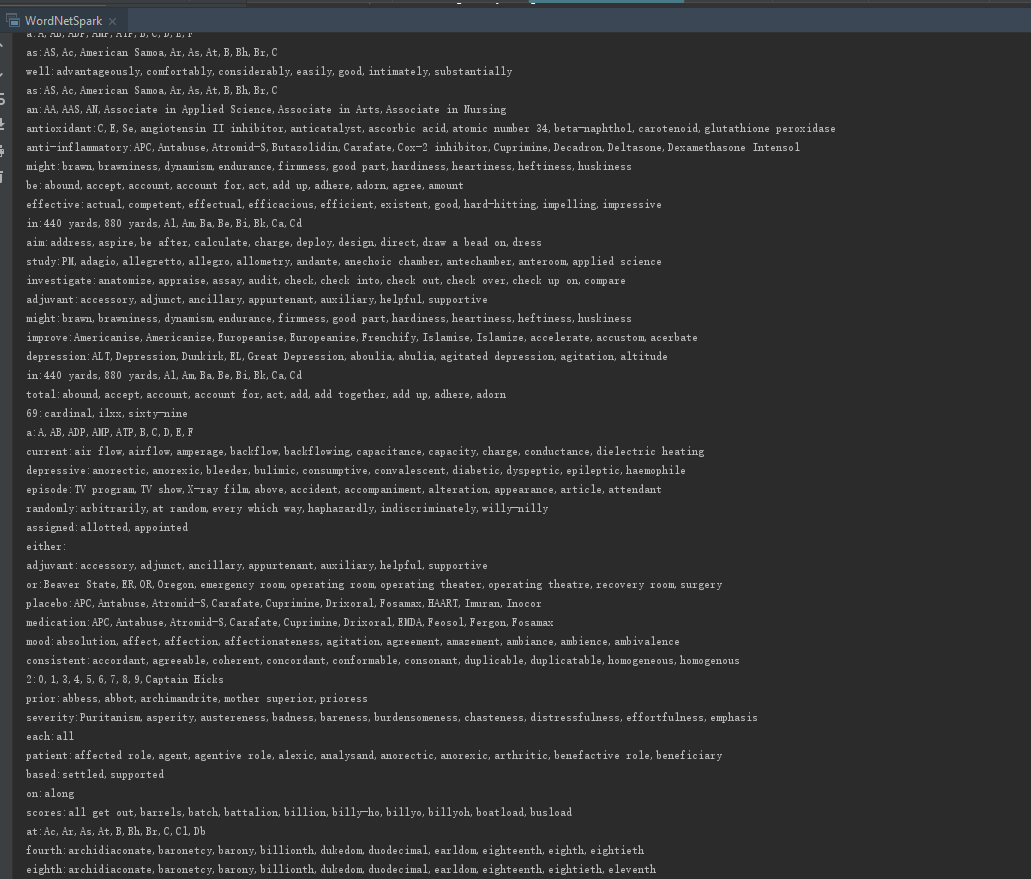 WordNetSpark
a:A,AB,ADP,AMP,ATP,B,C,D,E,F
as:AS,Ac,American Samoa,Ar,As,At,B,Bh,Br,C
well:advantageously,comfortably,considerably,easily,good,intimately,substantially
as:AS,Ac,American Samoa,Ar,As,At,B,Bh,Br,C
an:AA,AAS,AN,Associate in Applied Science,Associate in Arts,Associate in Nursing
antioxidant:C,E,Se,angiotensin II inhibitor,anticatalyst,ascorbic acid,atomic number 34,beta-naphthol,carotenoid,glutathione peroxidase
anti-inflammatory:APC,Antabuse,Atromid-S,Butazolidin,Carafate,Cox-2 inhibitor,Cuprimine,Decadron,Deltasone,Dexamethasone Intensol
might:brawn,brawniness,dynamism,endurance,firmness,good part,hardiness,heartiness,heftiness,huskiness
be:abound,accept,account,account for,act,add up,adhere,adorn,agree,amount
effective:actual,competent,effectual,efficacious,efficient,existent,good,hard-hitting,impelling,impressive
in:440 yards,880 yards,Al,Am,Ba,Be,Bi,Bk,Ca,Cd
aim:address,aspire,be after,calculate,charge,deploy,design,direct,draw a bead on,dress
study:PM,adagio,allegretto,allegro,allometry,andante,anechoic chamber,antechamber,anteroom,applied science
investigate:anatomize,appraise,assay,audit,check,check into,check out,check over,check up on,compare
adjuvant:accessory,adjunct,ancillary,appurtenant,auxiliary,helpful,supportive
might:brawn,brawniness,dynamism,endurance,firmness,good part,hardiness,heartiness,heftiness,huskiness
improve:Americanise,Americanize,Europeanise,Europeanize,Frenchify,Islamise,Islamize,accelerate,accustom,acerbate
depression:ALT,Depression,Dunkirk,EL,Great Depression,aboulia,abulia,agitated depression,agitation,altitude
in:440 yards,880 yards,Al,Am,Ba,Be,Bi,Bk,Ca,Cd
total:abound,accept,account,account for,act,add,add together,add up,adhere,adorn
69:cardinal,ilxx,sixty-nine
a:A,AB,ADP,AMP,ATP,B,C,D,E,F
current:air flow,airflow,amperage,backflow,backflowing,capacitance,capacity,charge,conductance,dielectric heating
depressive:anorectic,anorexic,bleeder,bulimic,consumptive,convalescent,diabetic,dyspeptic,epileptic,haemophile
episode:TV program,TV show,X-ray film,above,accident,accompaniment,alteration,appearance,article,attendant
randomly:arbitrarily,at random,every which way,haphazardly,indiscriminately,willy-nilly
assigned:allotted,appointed
either:
adjuvant:accessory,adjunct,ancillary,appurtenant,auxiliary,helpful,supportive
or:Beaver State,ER,OR,Oregon,emergency room,operating room,operating theater,operating theatre,recovery room,surgery
placebo:APC,Antabuse,Atromid-S,Carafate,Cuprimine,Drixoral,Fosamax,HAART,Imuran,Inocor
medication:APC,Antabuse,Atromid-S,Carafate,Cuprimine,Drixoral,EMDA,Feosol,Fergon,Fosamax
mood:absolution,affect,affection,affectionateness,agitation,agreement,amazement,ambiance,ambience,ambivalence
consistent:accordant,agreeable,coherent,concordant,conformable,consonant,duplicable,duplicatable,homogeneous,homogenous
2:0,1,3,4,5,6,7,8,9,Captain Hicks
prior:abbess,abbot,archimandrite,mother superior,prioress
severity:Puritanism,asperity,austereness,badness,bareness,burdensomeness,chasteness,distressfulness,effortfulness,emphasis
each:all
patient:affected role,agent,agentive role,alexic,analysand,anorectic,anorexic,arthritic,benefactive role,beneficiary
based:settled,supported
on:along
scores:all get out,barrels,batch,battalion,billion,billy-ho,billyo,billyoh,boatload,busload
at:Ac,Ar,As,At,B,Bh,Br,C,Cl,Db
fourth:archidiaconate,baronetcy,barony,billionth,dukedom,duodecimal,earldom,eighteenth,eighth,eightieth
eighth:archidiaconate,baronetcy,barony,billionth,dukedom,duodecimal,earldom,eighteenth,eightieth,eleventh